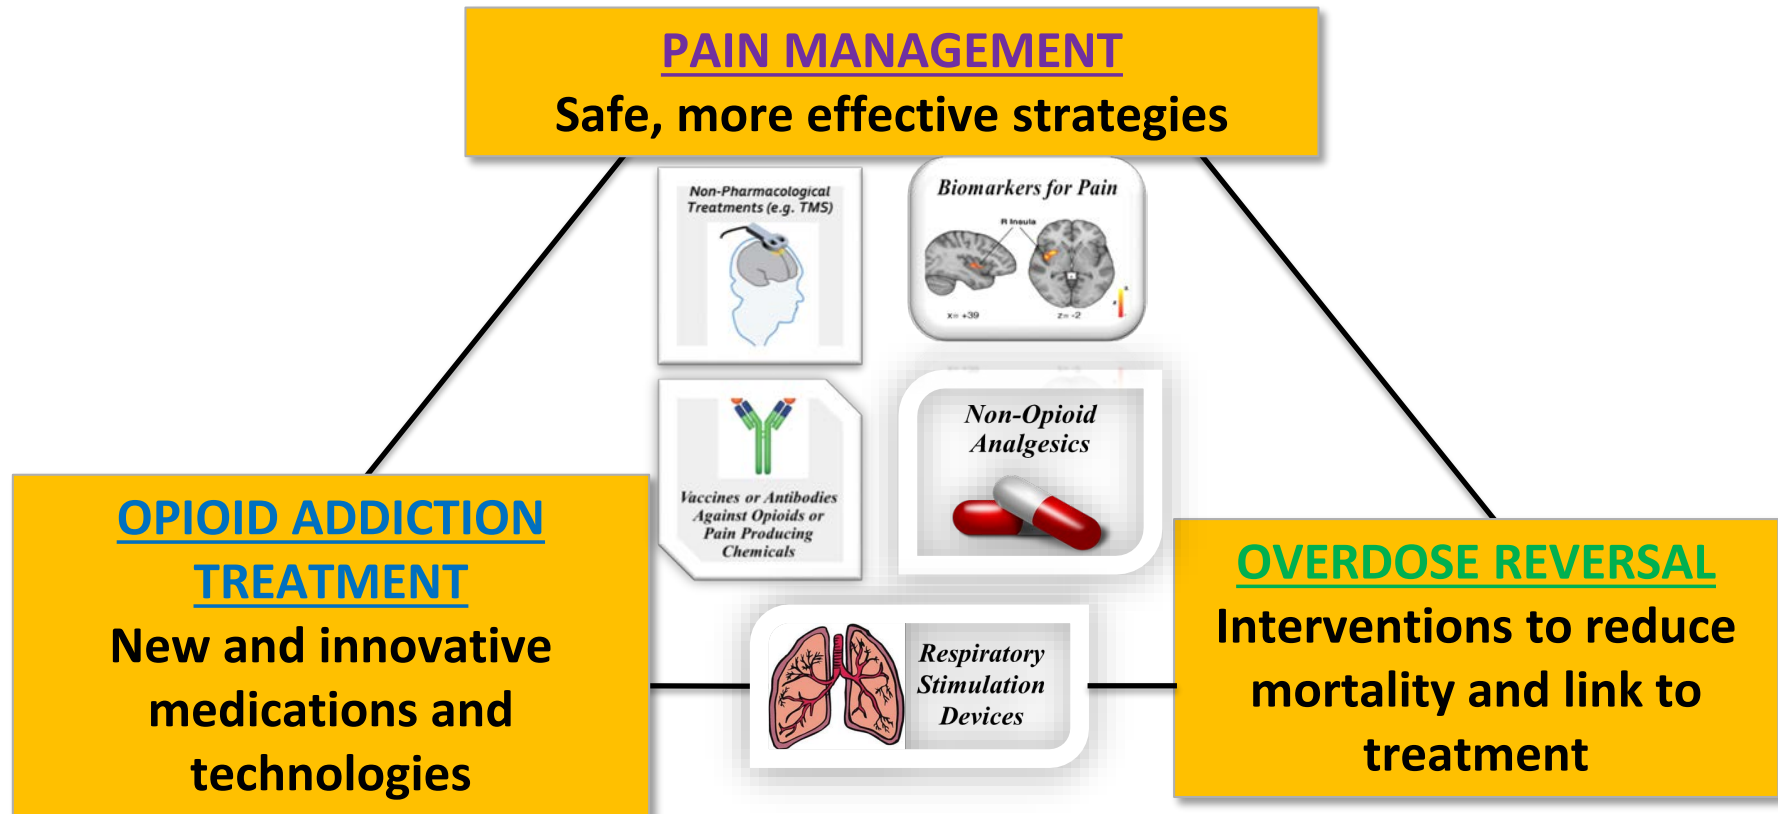 PAIN MANAGEMENT
Safe, more effective strategies
Non-Pharmacological
Treatments (e.g. TMS)
Biomarkers for Pain
R Insula
x= +39
z= -2
Vaccines or Antibodies
Against Opioids or
Pain Producing
Chemicals
Non-Opioid
Analgesics
OPIOID ADDICTION
TREATMENT
New and innovative
medications and
technologies
Respiratory
Stimulation
Devices
OVERDOSE REVERSAL
Interventions to reduce
mortality and link to
treatment